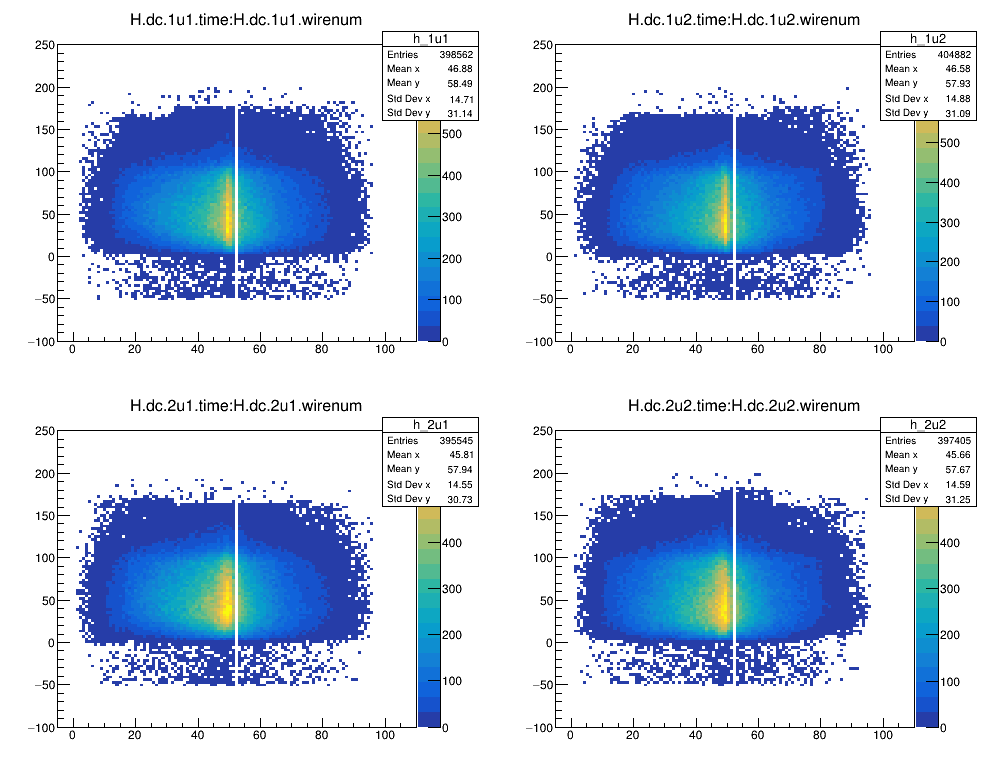 H.dc.1u1.time:H.dc.1u1.wirenum
h_1u1
Entries 398562
Mean x 46.88
Mean y 58.49
Std Dev x 14.71
Std Dev y 31.14
250
200
150
100
50
0
−50
−100
0 20 40 60 80 100
500
400
300
200
100
0
H.dc.1u2.time:H.dc.1u2.wirenum
h_1u2
Entries 404882
Mean x 46.58
Mean y 57.93
Std Dev x 14.88
Std Dev y 31.09
250
200
150
100
50
0
−50
−100
0 20 40 60 80 100
500
400
300
200
100
0
H.dc.2u1.time:H.dc.2u1.wirenum
h_2u1
Entries 395545
Mean x 45.81
Mean y 57.94
Std Dev x 14.55
Std Dev y 30.73
250
200
150
100
50
0
−50
−100
0 20 40 60 80 100
400
300
200
100
0
H.dc.2u2.time:H.dc.2u2.wirenum
h_2u2
Entries 397405
Mean x 45.66
Mean y 57.67
Std Dev x 14.59
Std Dev y 31.25
250
200
150
100
50
0
−50
−100
0 20 40 60 80 100
400
300
200
100
0